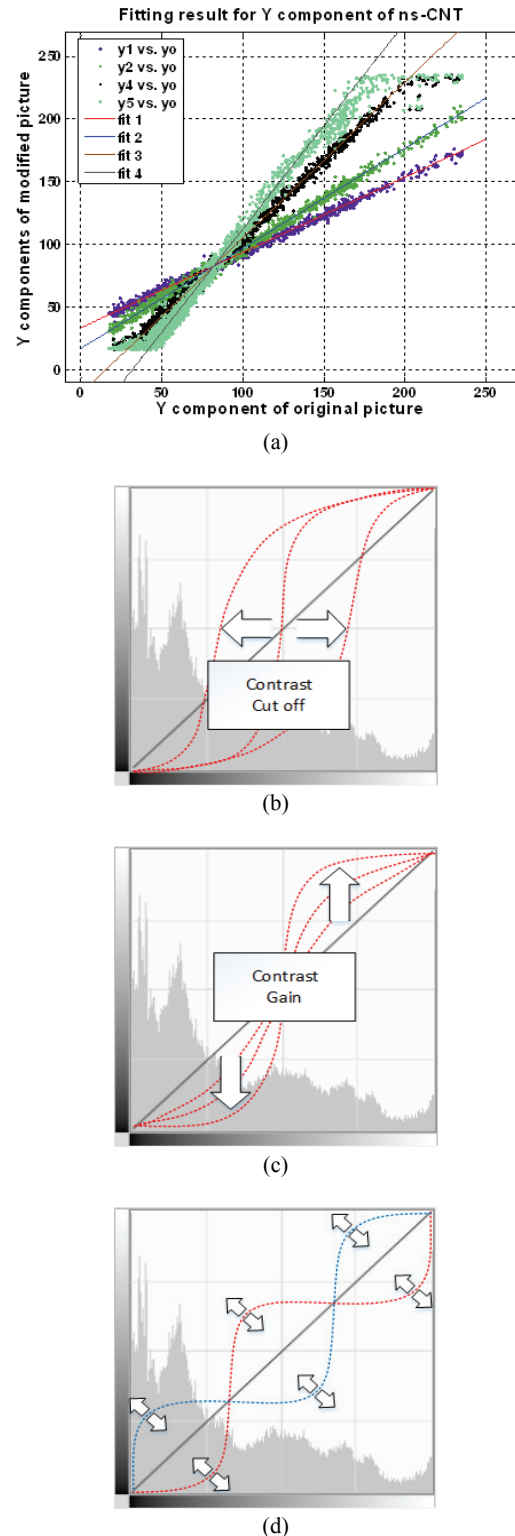 Fitting result for Y component of ns-CNT
Y components of modified picture
250
200
150
100
50
0
y1 vs. yo
y2 vs. yo
y4 vs. yo
y5 vs. yo
fit 1
fit 2
fit 3
fit 4
0 50 100 150 200 250
Y component of original picture
(a)
Contrast
Cut off
(b)
Contrast
Gain
(c)
(d)